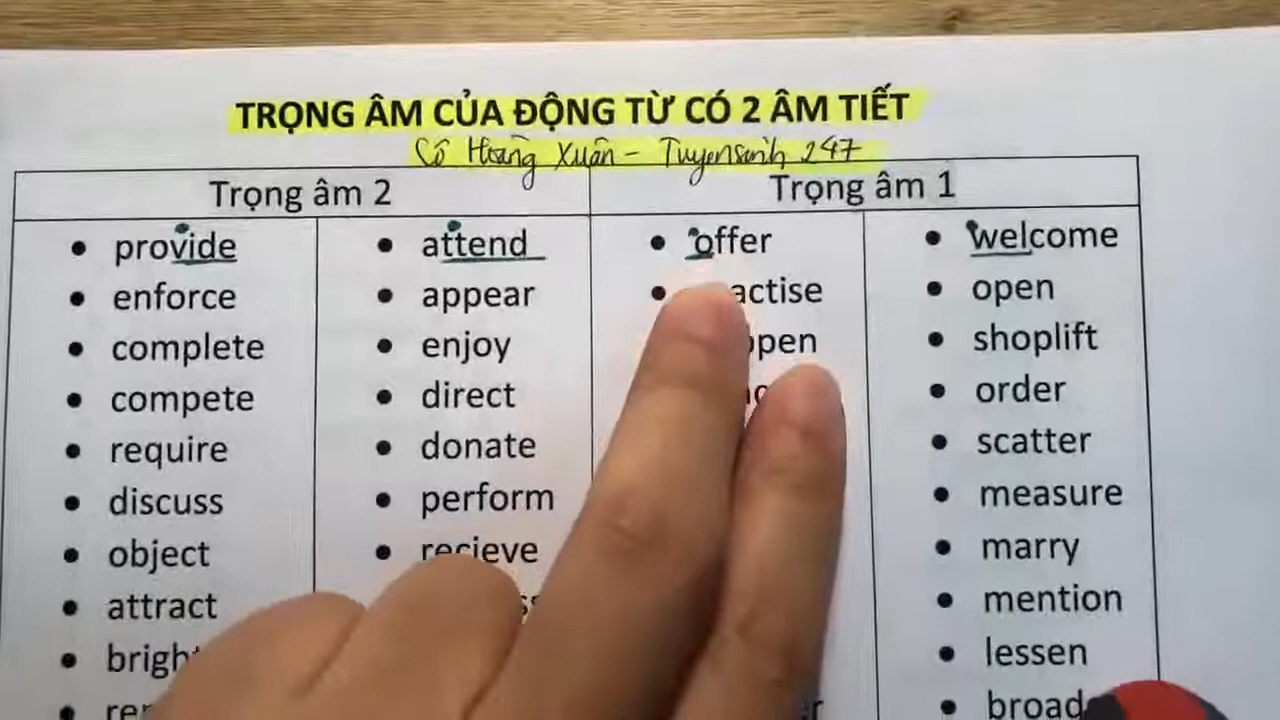 TRỌNG ÂM CỦA ĐỘNG TỪ CÓ 2 ÂM TIẾT
Cô Hoàng Xuân - Tuyensinh 247
Trọng âm 2
Trọng âm 1
• provide
• enforce
• complete
• compete
• require
• discuss
• object
• attract
• attend
• appear
• enjoy
• direct
• donate
• perform
• recieve
• offer
• welcome
• open
• shoplift
• order
• scatter
• measure
• marry
• mention
• lessen